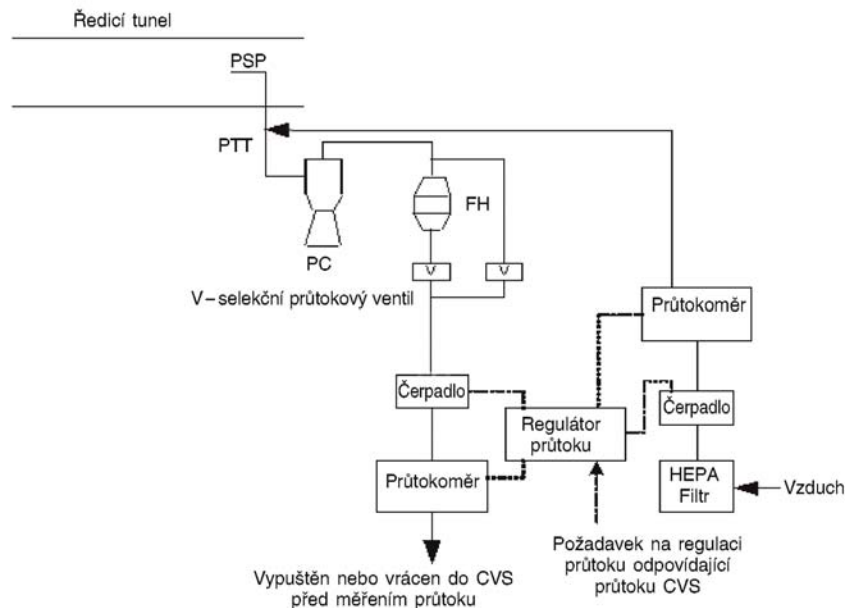 Ředicí tunel
PSP
PTT
PC
FH
V
V
V – selekční průtokový ventil
Průtokoměr
Čerpadlo
Čerpadlo
Regulátor
průtoku
HEPA
Filtr
Vzduch
Průtokoměr
Vypuštěn nebo vrácen do CVS
před měřením průtoku
Požadavek na regulaci
průtoku odpovídající
průtoku CVS